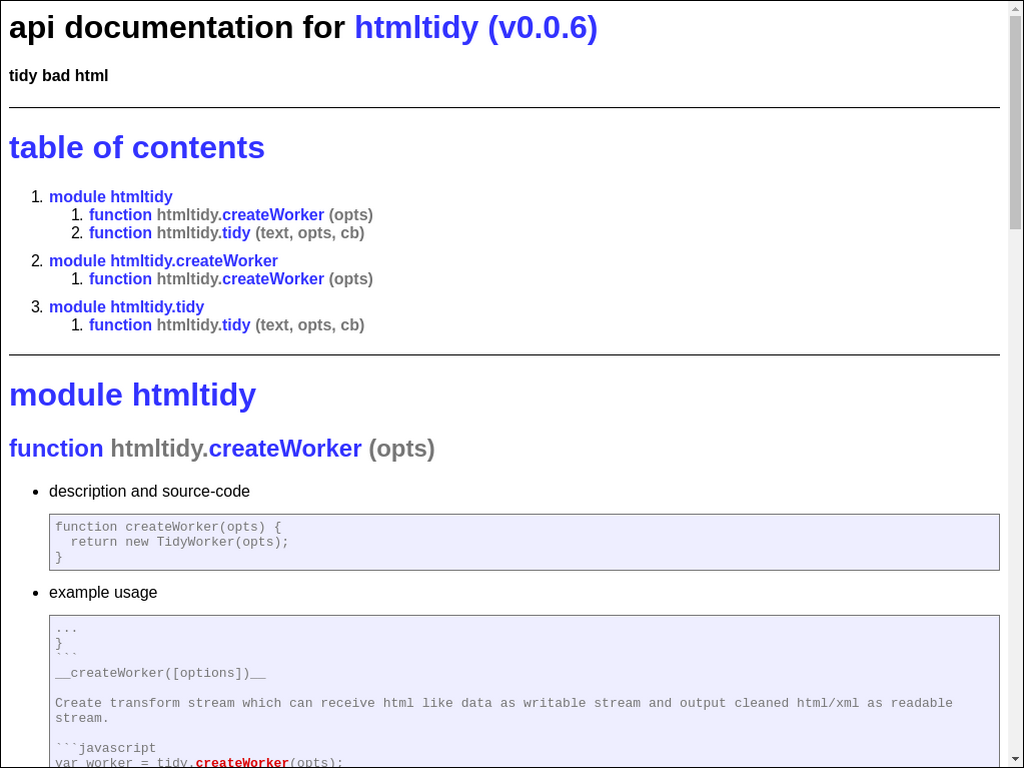 api documentation for htmltidy (v0.0.6)
tidy bad html
table of contents
1. module htmltidy
1. function htmltidy.createWorker (opts)
2. function htmltidy.tidy (text, opts, cb)
2. module htmltidy.createWorker
1. function htmltidy.createWorker (opts)
3. module htmltidy.tidy
1. function htmltidy.tidy (text, opts, cb)
module htmltidy
function htmltidy.createWorker (opts)
• description and source-code
function createWorker(opts) {
  return new TidyWorker(opts);
}
• example usage
...
}
```
__createWorker([options])__
Create transform stream which can receive html like data as writable stream and output cleaned html/xml as readable
stream.
```javascript
var worker = tidy.createWorker(opts);